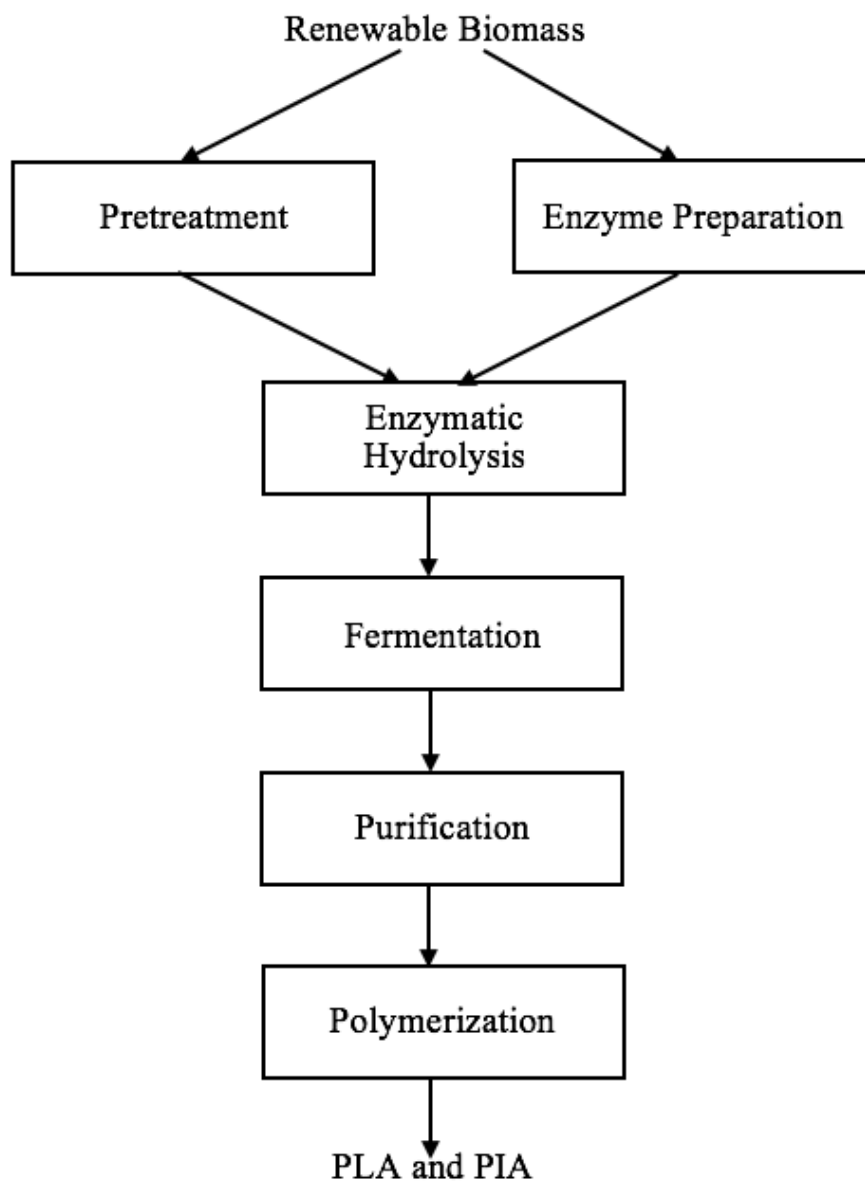 Renewable Biomass
Pretreatment
Enzyme Preparation
Enzymatic
Hydrolysis
Fermentation
Purification
Polymerization
PLA and PIA